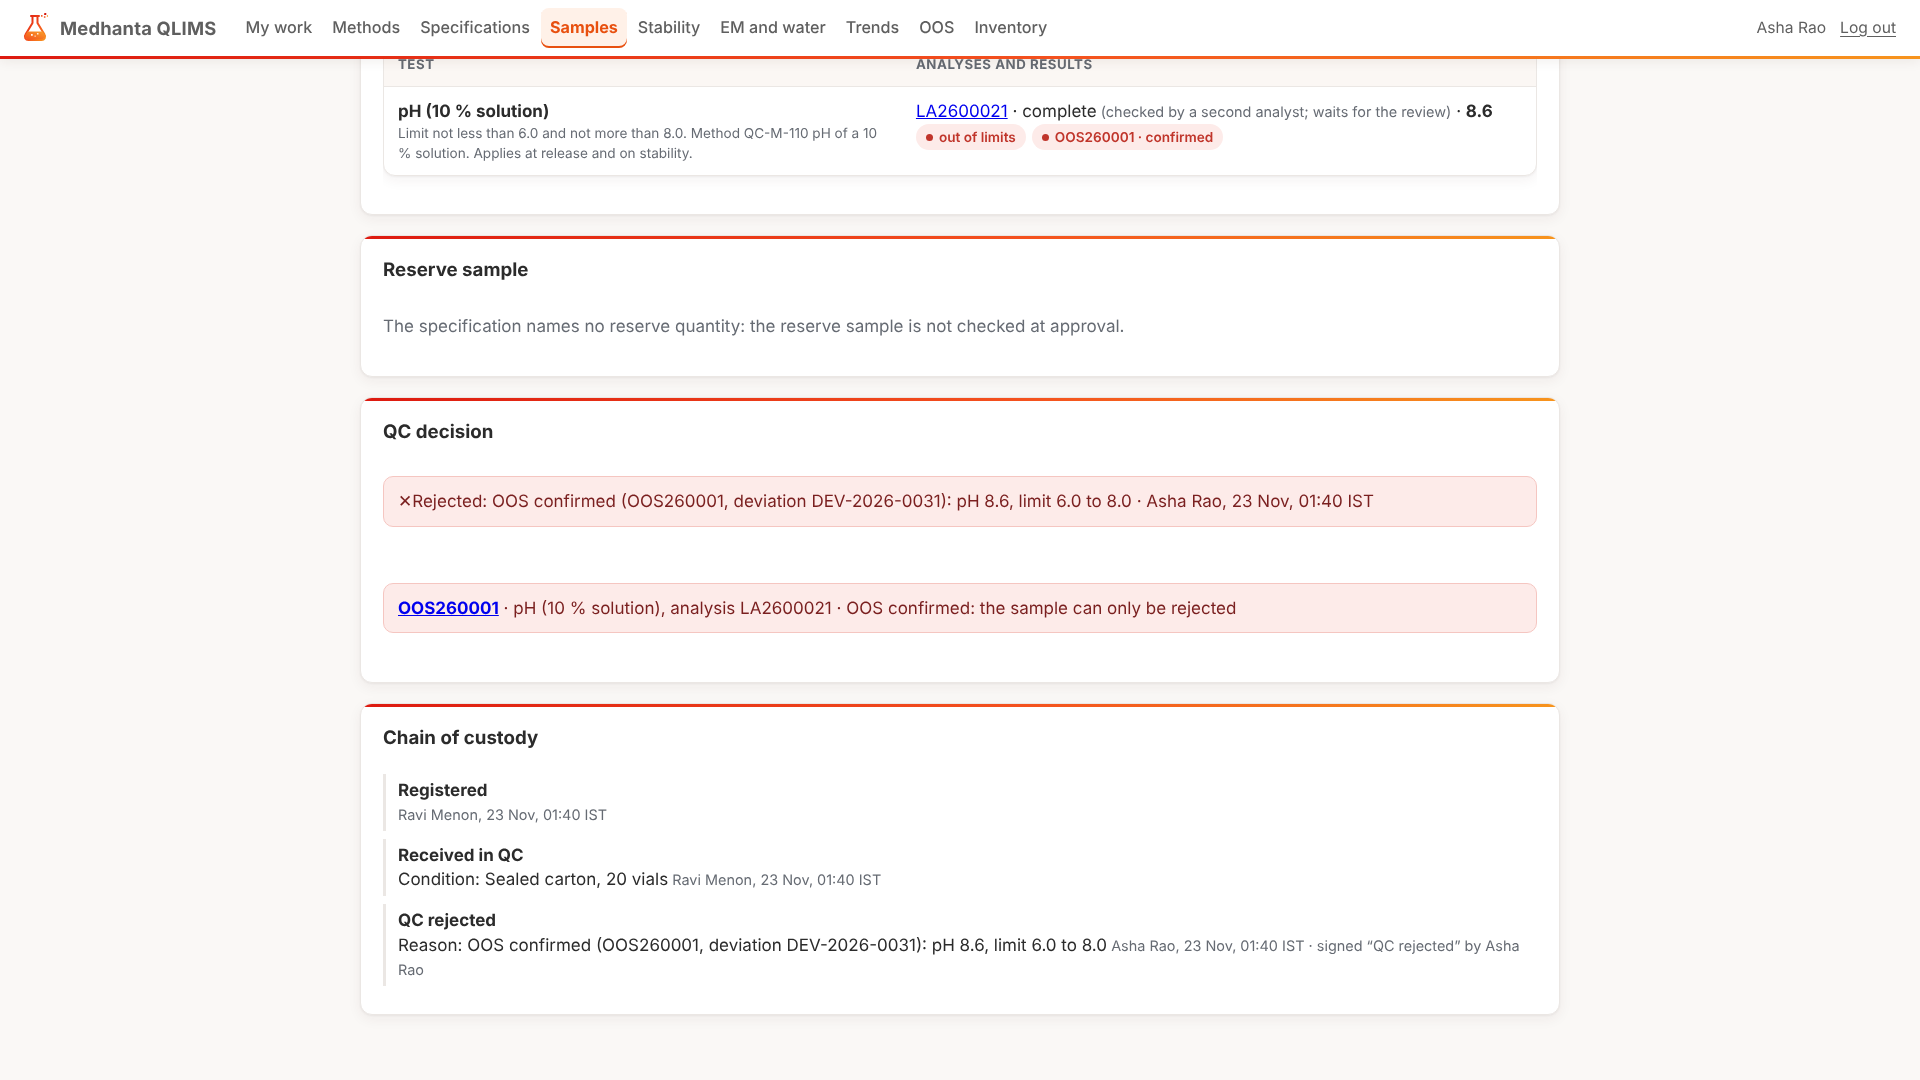 Medhanta QLIMS My work Methods Specifications Samples Stability EM and water Trends OOS Inventory Asha Rao Log out
TEST ANALYSES AND RESULTS
pH (10 % solution) LA2600021 · complete (checked by a second analyst; waits for the review) · 8.6
Limit not less than 6.0 and not more than 8.0. Method QC-M-110 pH of a 10
% solution. Applies at release and on stability.
out of limits OOS260001 · confirmed
Reserve sample
The specification names no reserve quantity: the reserve sample is not checked at approval.
QC decision
✕Rejected: OOS confirmed (OOS260001, deviation DEV-2026-0031): pH 8.6, limit 6.0 to 8.0 · Asha Rao, 23 Nov, 01:40 IST
OOS260001 · pH (10 % solution), analysis LA2600021 · OOS confirmed: the sample can only be rejected
Chain of custody
Registered
Ravi Menon, 23 Nov, 01:40 IST
Received in QC
Condition: Sealed carton, 20 vials Ravi Menon, 23 Nov, 01:40 IST
QC rejected
Reason: OOS confirmed (OOS260001, deviation DEV-2026-0031): pH 8.6, limit 6.0 to 8.0 Asha Rao, 23 Nov, 01:40 IST · signed “QC rejected” by Asha
Rao